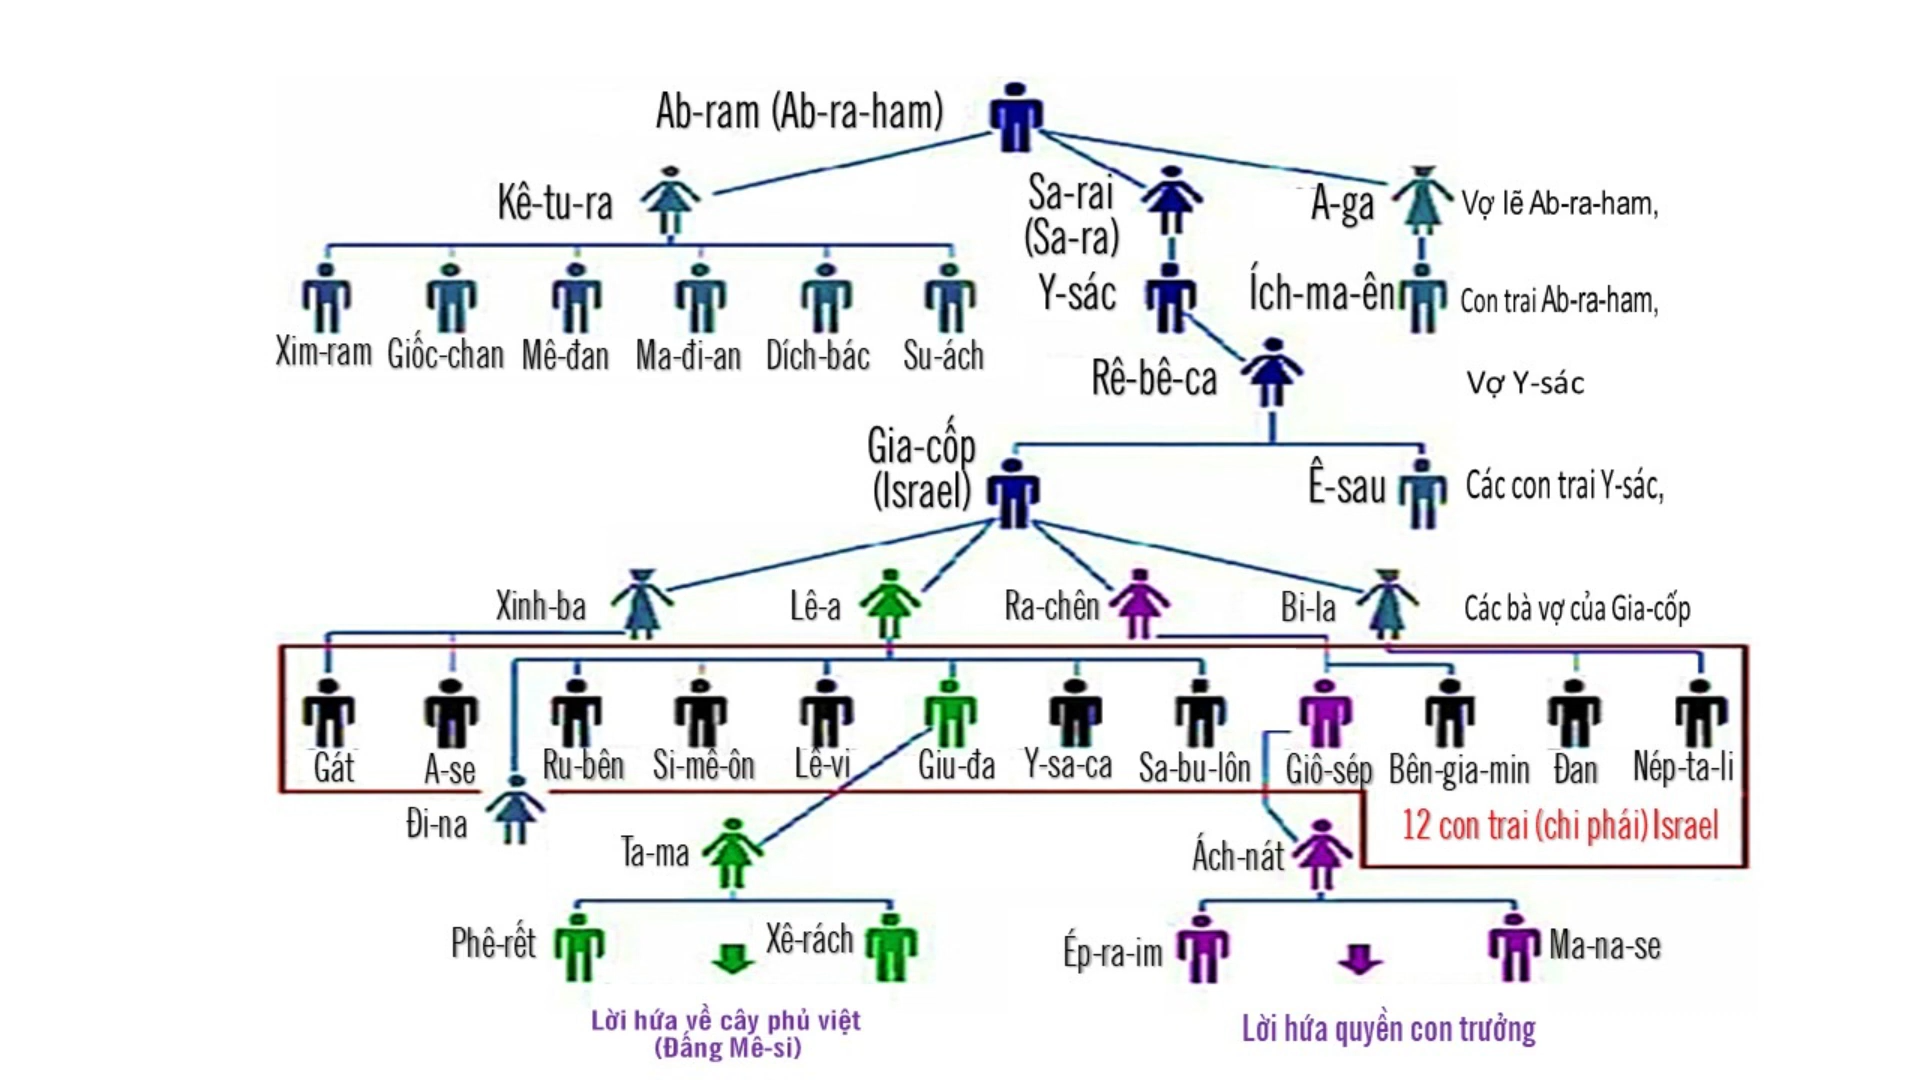 Ab-ram (Ab-ra-ham)
Kê-tu-ra
Sa-rai
(Sa-ra)
A-ga
Vợ lẽ Ab-ra-ham,
Y-sác
Ích-ma-ên
Con trai Ab-ra-ham,
Xim-ram Giốc-chan Mê-đan Ma-đi-an Dích-bác Su-ách
Rê-bê-ca
Vợ Y-sác
Gia-cốp
(Israel)
Ê-sau
Các con trai Y-sác,
Xinh-ba
Lê-a
Ra-chên
Bi-la
Các bà vợ của Gia-cốp
Gát A-se Ru-bên Si-mê-ôn Lê-vi Giu-đa Y-sa-ca Sa-bu-lôn Giô-sép Bên-gia-min Đan Nép-ta-li
Đi-na
12 con trai (chi phái) Israel
Ta-ma
Ách-nát
Phê-rết
Xê-rách
Ép-ra-im
Ma-na-se
Lời hứa về cây phủ việt
(Đấng Mê-si)
Lời hứa quyền con trưởng